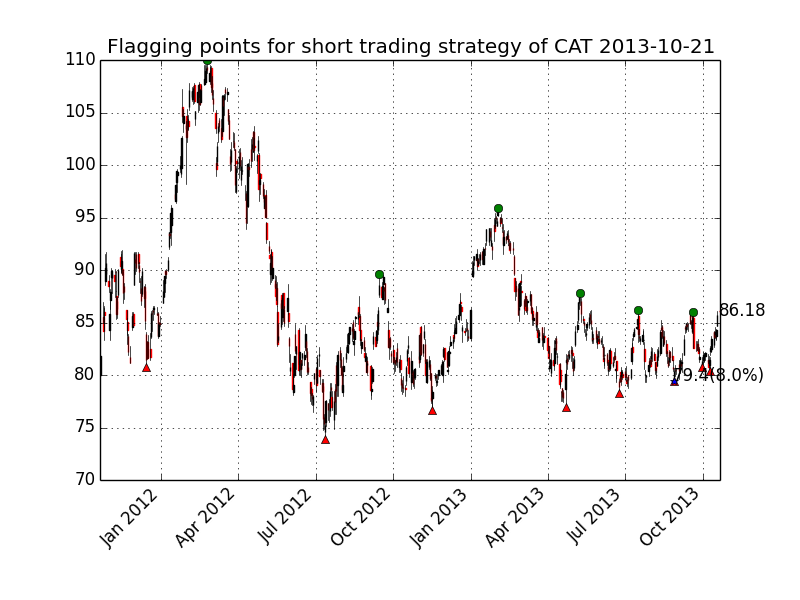 Flagging points for short trading strategy of CAT 2013-10-21
110
105
100
95
90
85
80
75
70
86.18
79.4(8.0%)
Jan 2012
Apr 2012
Jul 2012
Oct 2012
Jan 2013
Apr 2013
Jul 2013
Oct 2013